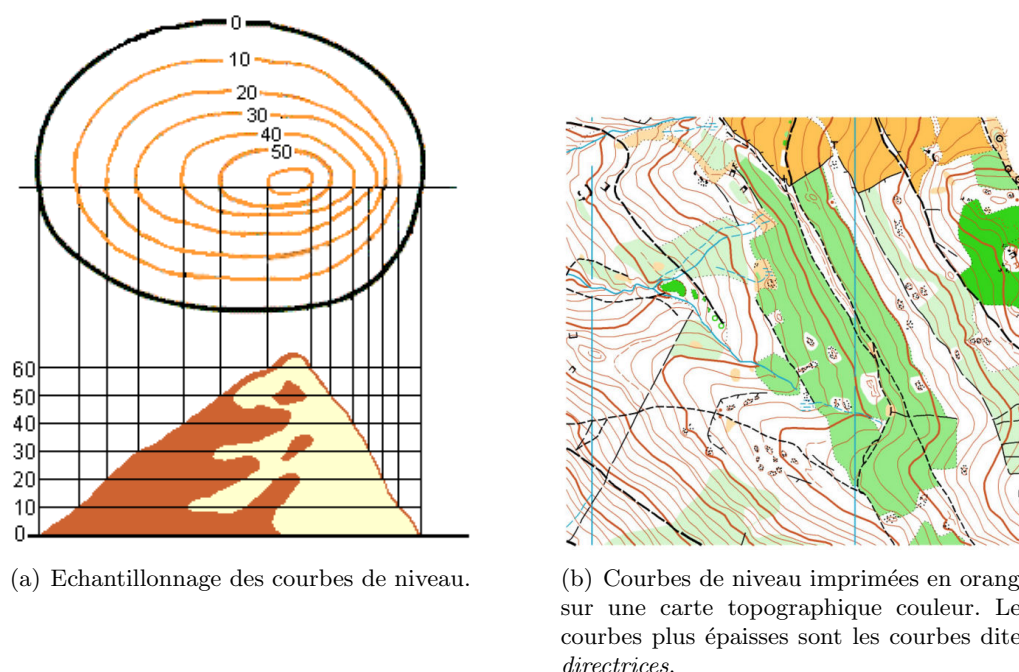 0
10
20
30
40
50
60
50
40
30
20
10
0
(a) Echantillonnage des courbes de niveau.
(b) Courbes de niveau imprimées en orang
sur une carte topographique couleur. Le
courbes plus épaisses sont les courbes dite
directrices.